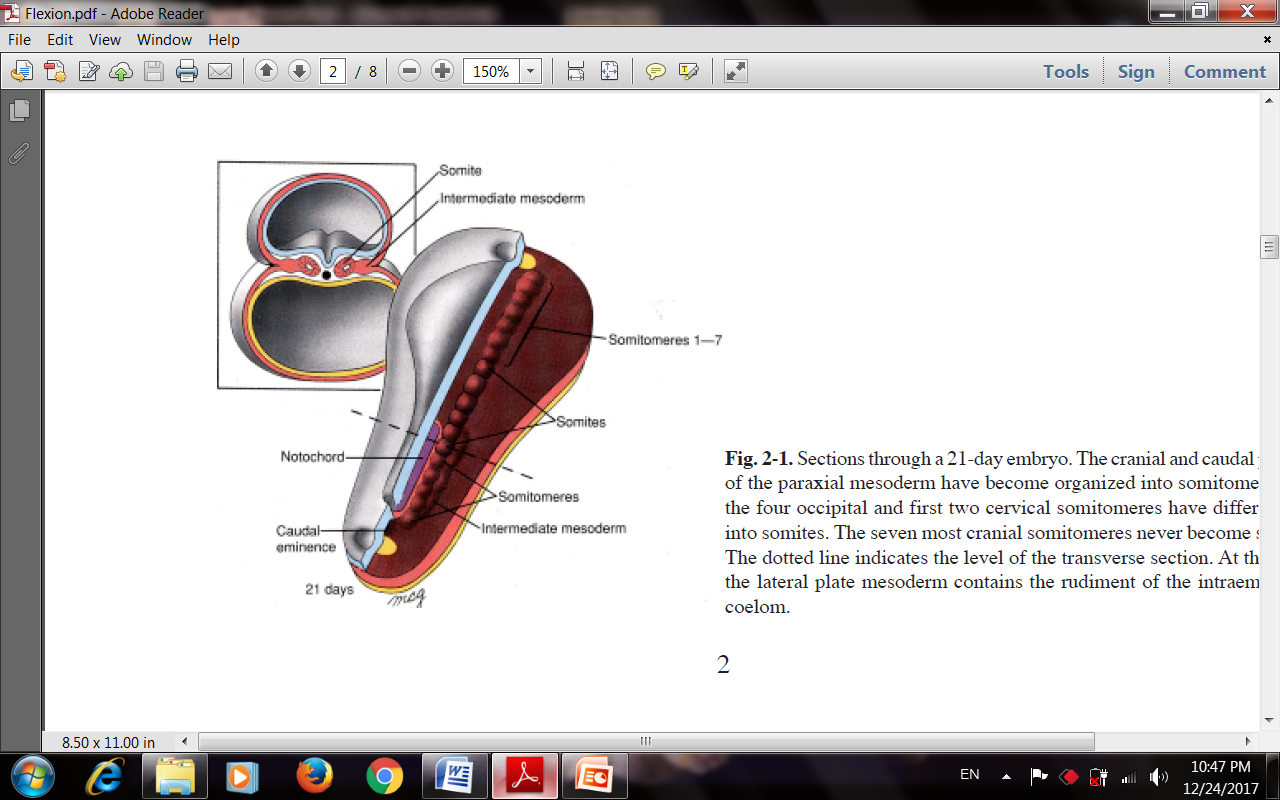 Flexion.pdf - Adobe Reader
File Edit View Window Help
2 / 8 150% Tools Sign Comment
Somite
Intermediate mesoderm
Somitomeres 1—7
Somites
Notochord
Somitomeres
Intermediate mesoderm
Caudal
eminence
21 days
mcg
Fig. 2-1. Sections through a 21-day embryo. The cranial and caudal
of the paraxial mesoderm have become organized into somitome
the four occipital and first two cervical somitomeres have differ
into somites. The seven most cranial somitomeres never become
The dotted line indicates the level of the transverse section. At th
the lateral plate mesoderm contains the rudiment of the intraem
coelom.
2
8.50 x 11.00 in
EN
10:47 PM
12/24/2017